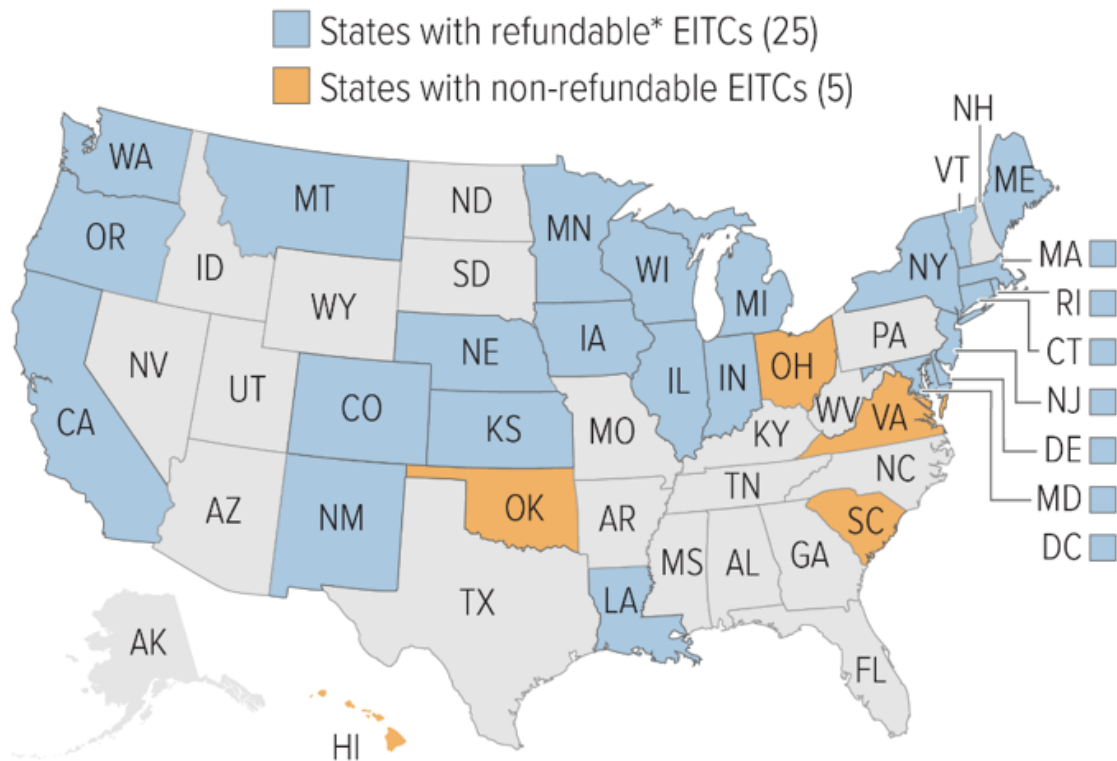 States with refundable* EITCs (25)
States with non-refundable EITCs (5)
NH
VT
WA
MT
ND
ME
MN
OR
MA
ID
SD
WI
NY
MI
RI
WY
PA
IA
NE
CT
NV
OH
IL
IN
UT
NJ
CO
WV
VA
CA
KS
MO
KY
DE
NC
TN
MD
AZ
NM
OK
AR
SC
DC
MS
AL
GA
TX
LA
AK
FL
HI